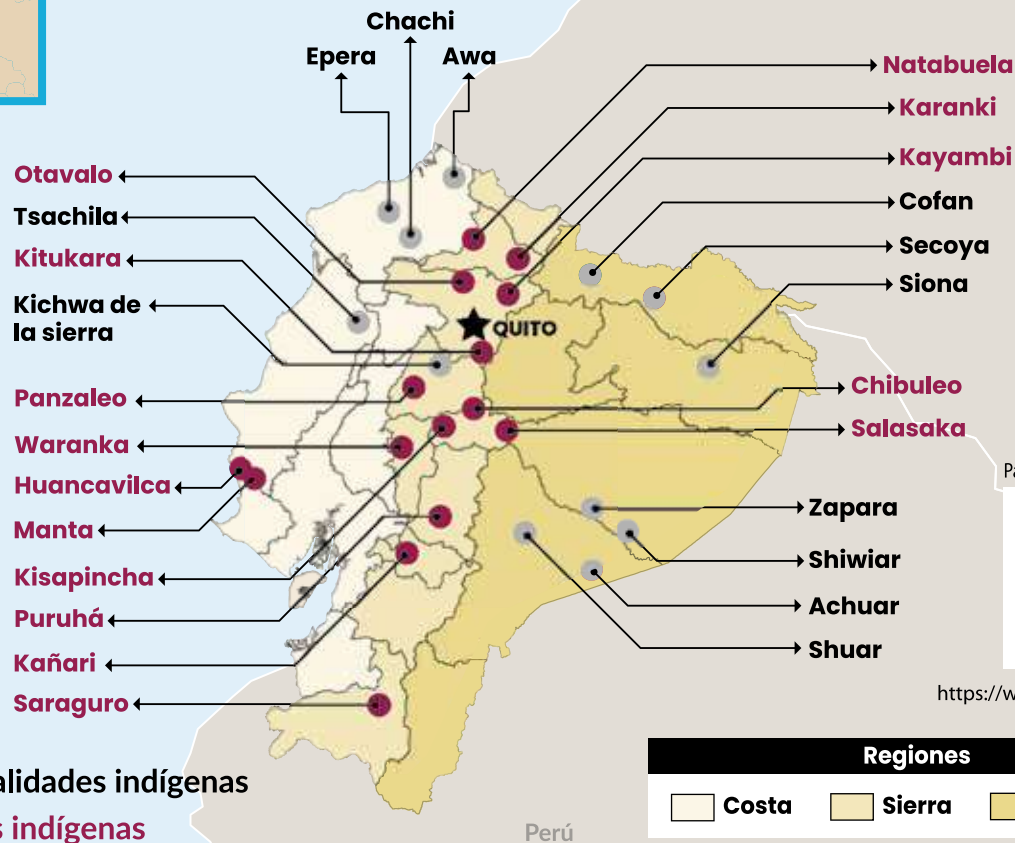 Chachi
Epera
Awa
Natabuela
Karanki
Kayambi
Cofan
Secoya
Siona
Otavalo
Tsachila
Kitukara
Kichwa de
la sierra
QUITO
Panzaleo
Waranka
Huancavilca
Manta
Kisapincha
Puruhá
Kañari
Saraguro
Chibuleo
Salasaka
Zapara
Shiwiar
Achuar
Shuar
Pa
https://w
alidades indígenas
s indígenas
Regiones
Costa
Sierra
Perú